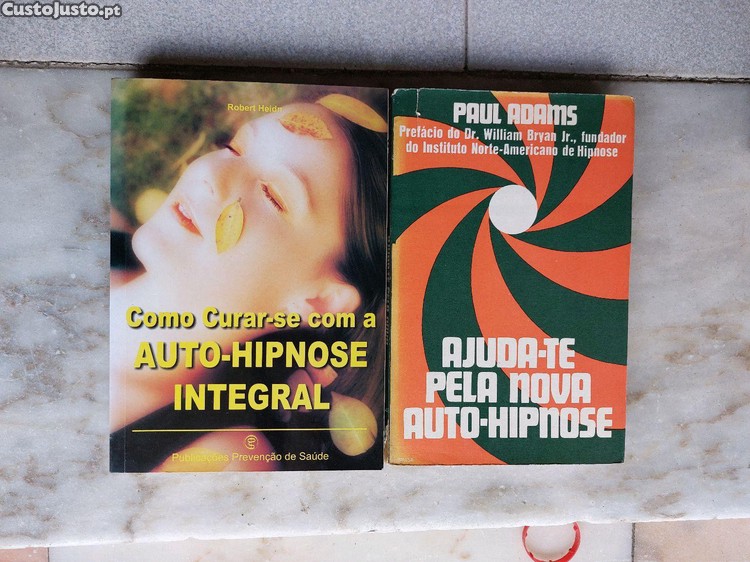 CustoJusto.pt
Robert Heidn
Como Curar-se com a
AUTO-HIPNOSE
INTEGRAL
Publicações Prevenção de Saúde
PAUL ADAMS
Prefácio do Dr. William Bryan Jr., fundador
do Instituto Norte-Americano de Hipnose
AJUDA-TE
PELA NOVA
AUTO-HIPNOSE